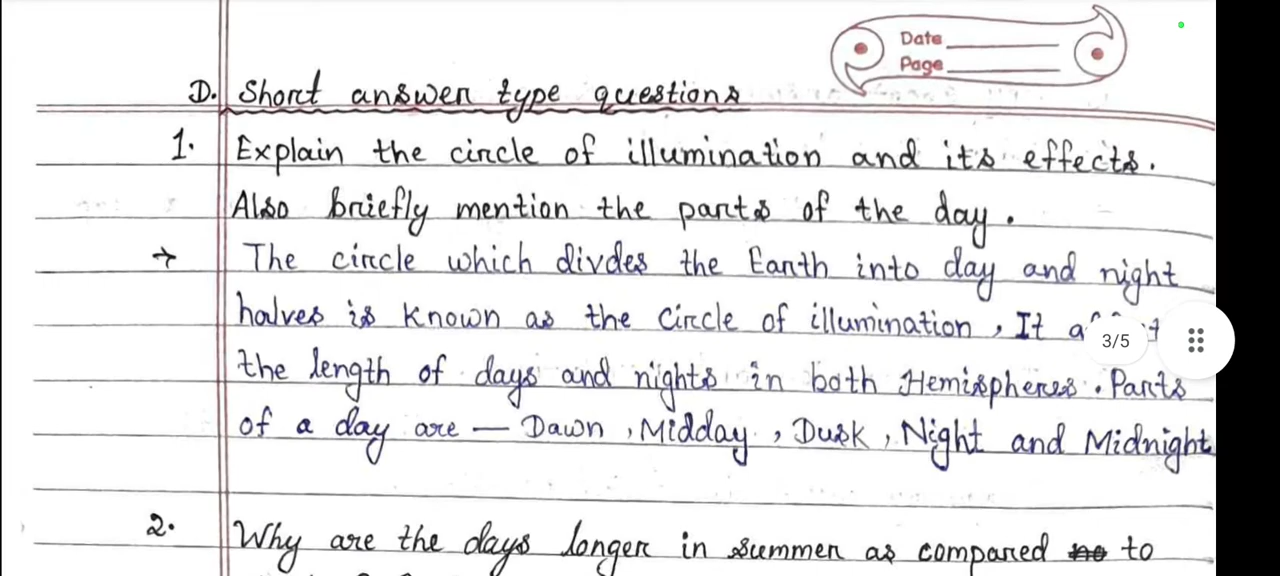 Date
Page
D. Short answer type questions
1. Explain the circle of illumination and its effects.
Also briefly mention the parts of the day.
→ The circle which divdes the Earth into day and night
halves is known as the circle of illumination, It
3/5
the length of days and nights in both Hemispheres. Parts
of a day are — Dawn, Midday, Dusk, Night and Midnight
2. Why are the days longer in summer as compared to